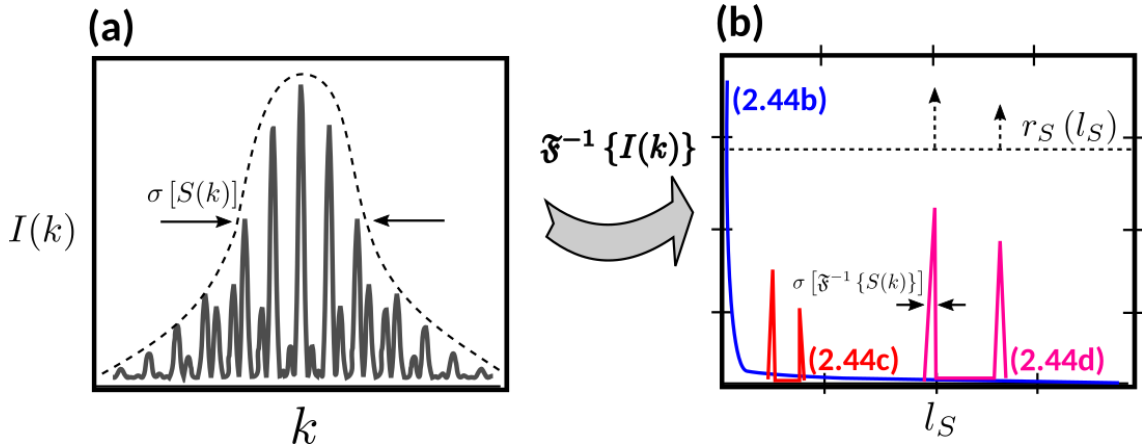 (a)
σ [S(k)]
I(k)
k
𝔉⁻¹ {I(k)}
(b)
(2.44b)
r_S (l_S)
σ [𝔉⁻¹ {S(k)}]
(2.44c)
(2.44d)
l_S